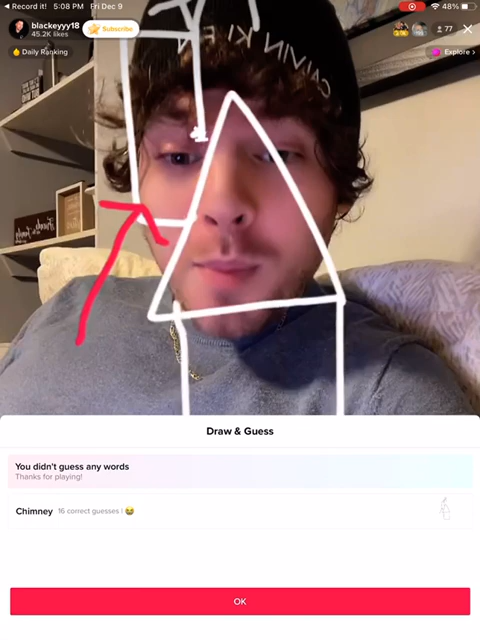 Record it! 5:08 PM Fri Dec 9 48%
blackeyyy18
45.2K likes
Subscribe
77
Daily Ranking
Explore >
CALVIN KLE
Draw & Guess
You didn't guess any words
Thanks for playing!
Chimney 16 correct guesses | 😂
OK